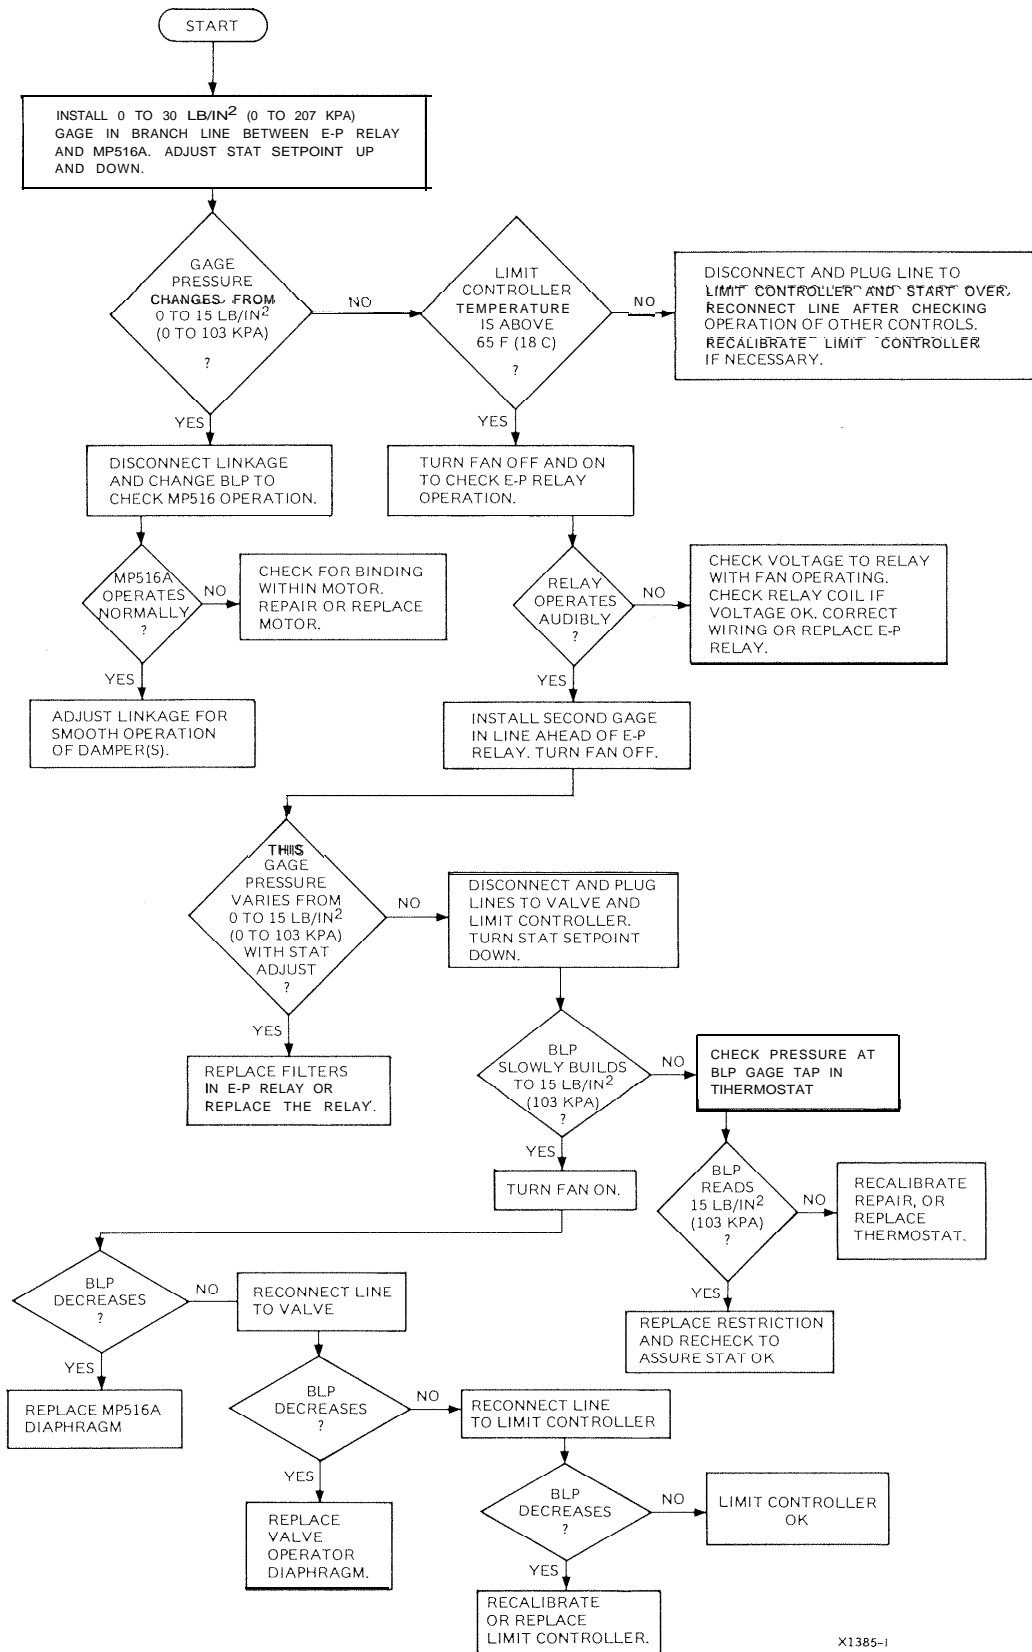 START
INSTALL 0 TO 30 LB/IN² (0 TO 207 KPA)
GAGE IN BRANCH LINE BETWEEN E-P RELAY
AND MP516A. ADJUST STAT SETPOINT UP
AND DOWN.
GAGE
PRESSURE
CHANGES FROM
0 TO 15 LB/IN²
(0 TO 103 KPA)
?
NO
LIMIT
CONTROLLER
TEMPERATURE
IS ABOVE
65 F (18 C)
?
NO
DISCONNECT AND PLUG LINE TO
LIMIT CONTROLLER AND START OVER.
RECONNECT LINE AFTER CHECKING
OPERATION OF OTHER CONTROLS.
RECALIBRATE LIMIT CONTROLLER
IF NECESSARY.
YES
YES
DISCONNECT LINKAGE
AND CHANGE BLP TO
CHECK MP516 OPERATION.
TURN FAN OFF AND ON
TO CHECK E-P RELAY
OPERATION.
MP516A
OPERATES
NORMALLY
?
NO
CHECK FOR BINDING
WITHIN MOTOR.
REPAIR OR REPLACE
MOTOR.
RELAY
OPERATES
AUDIBLY
?
NO
CHECK VOLTAGE TO RELAY
WITH FAN OPERATING.
CHECK RELAY COIL IF
VOLTAGE OK. CORRECT
WIRING OR REPLACE E-P
RELAY.
YES
YES
ADJUST LINKAGE FOR
SMOOTH OPERATION
OF DAMPER(S).
INSTALL SECOND GAGE
IN LINE AHEAD OF E-P
RELAY. TURN FAN OFF.
THIIS
GAGE
PRESSURE
VARIES FROM
0 TO 15 LB/IN²
(0 TO 103 KPA)
WITH STAT
ADJUST
?
NO
DISCONNECT AND PLUG
LINES TO VALVE AND
LIMIT CONTROLLER.
TURN STAT SETPOINT
DOWN.
YES
REPLACE FILTERS
IN E-P RELAY OR
REPLACE THE RELAY.
BLP
SLOWLY BUILDS
TO 15 LB/IN²
(103 KPA)
?
NO
CHECK PRESSURE AT
BLP GAGE TAP IN
TIHERMOSTAT
YES
TURN FAN ON.
BLP
READS
15 LB/IN²
(103 KPA)
?
NO
RECALIBRATE
REPAIR, OR
REPLACE
THERMOSTAT.
YES
REPLACE RESTRICTION
AND RECHECK TO
ASSURE STAT OK
BLP
DECREASES
?
NO
RECONNECT LINE
TO VALVE
YES
REPLACE MP516A
DIAPHRAGM
BLP
DECREASES
?
NO
RECONNECT LINE
TO LIMIT CONTROLLER
YES
REPLACE
VALVE
OPERATOR
DIAPHRAGM.
BLP
DECREASES
?
NO
LIMIT CONTROLLER
OK
YES
RECALIBRATE
OR REPLACE
LIMIT CONTROLLER.
X1385-1